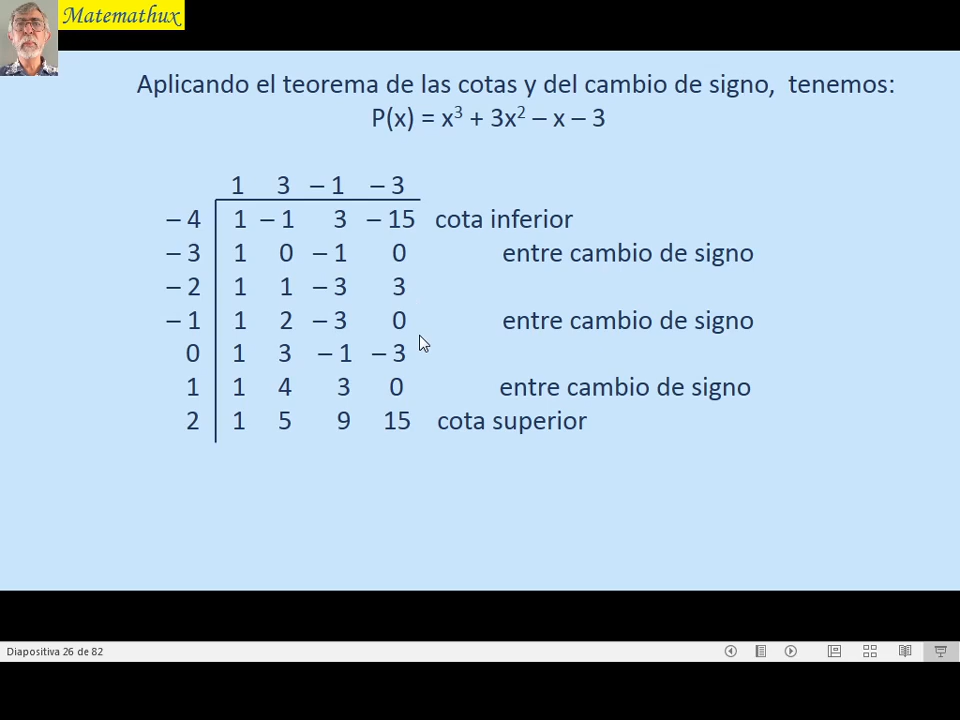 Matemathux
Aplicando el teorema de las cotas y del cambio de signo, tenemos:
P(x) = x³ + 3x² – x – 3
1 3 – 1 – 3
– 4 1 – 1 3 – 15 cota inferior
– 3 1 0 – 1 0 entre cambio de signo
– 2 1 1 – 3 3
– 1 1 2 – 3 0 entre cambio de signo
0 1 3 – 1 – 3
1 1 4 3 0 entre cambio de signo
2 1 5 9 15 cota superior
Diapositiva 26 de 82